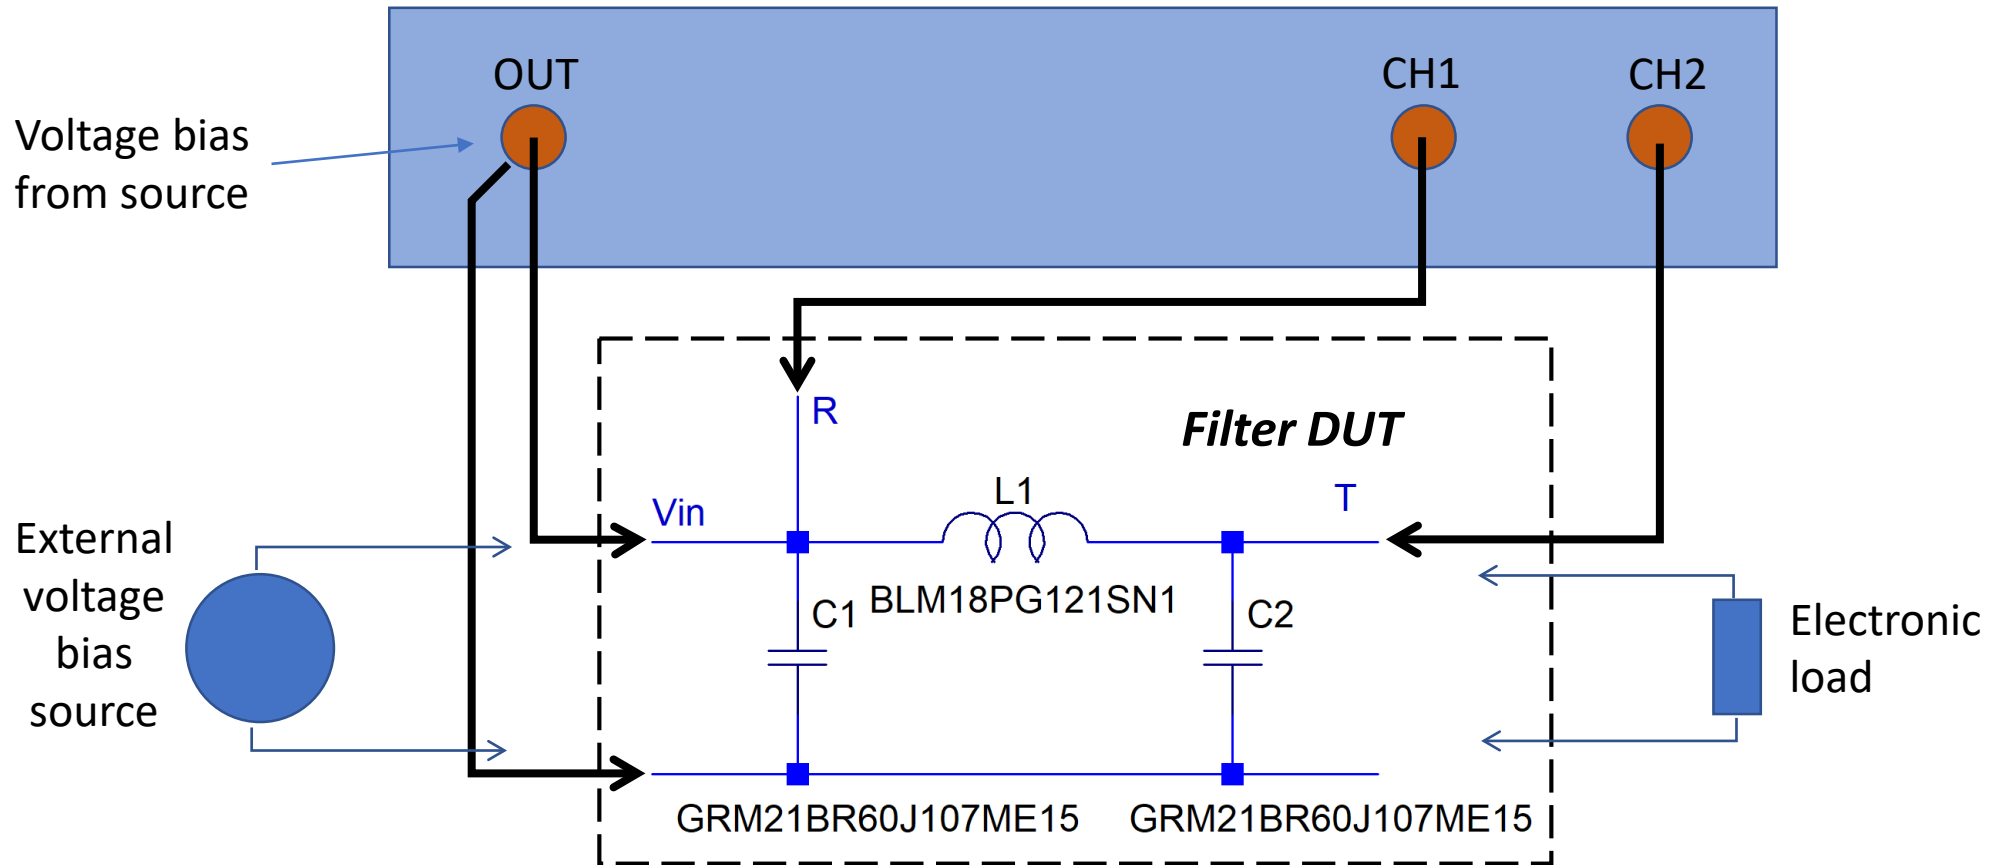 OUT
CH1
CH2
Voltage bias
from source
R
Filter DUT
Vin
L1
T
External
voltage
bias
source
BLM18PG121SN1
C1
C2
Electronic
load
GRM21BR60J107ME15
GRM21BR60J107ME15